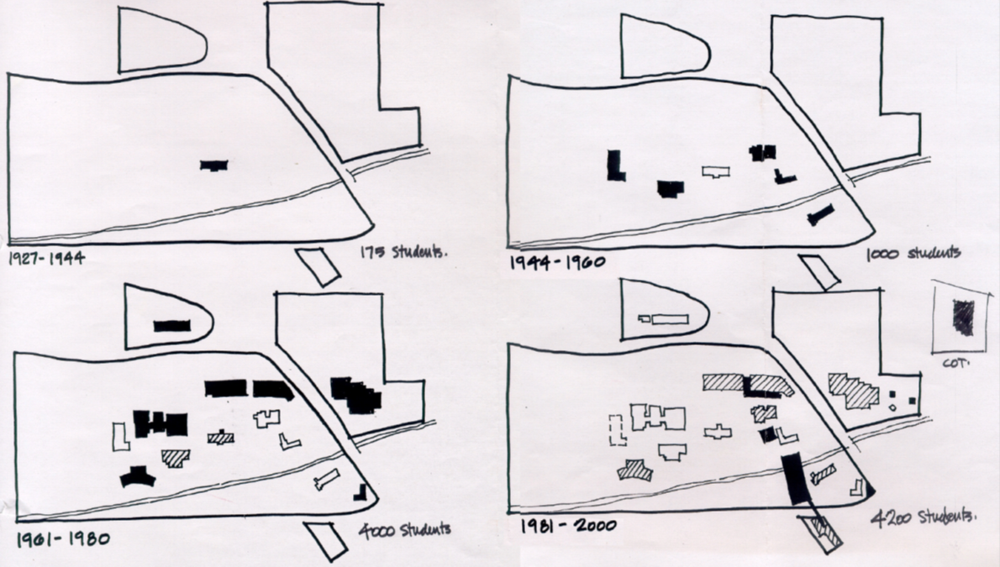 1927-1944
175 students.
1944-1960
1000 students
COT.
1961-1980
4000 students
1981-2000
4200 Students.